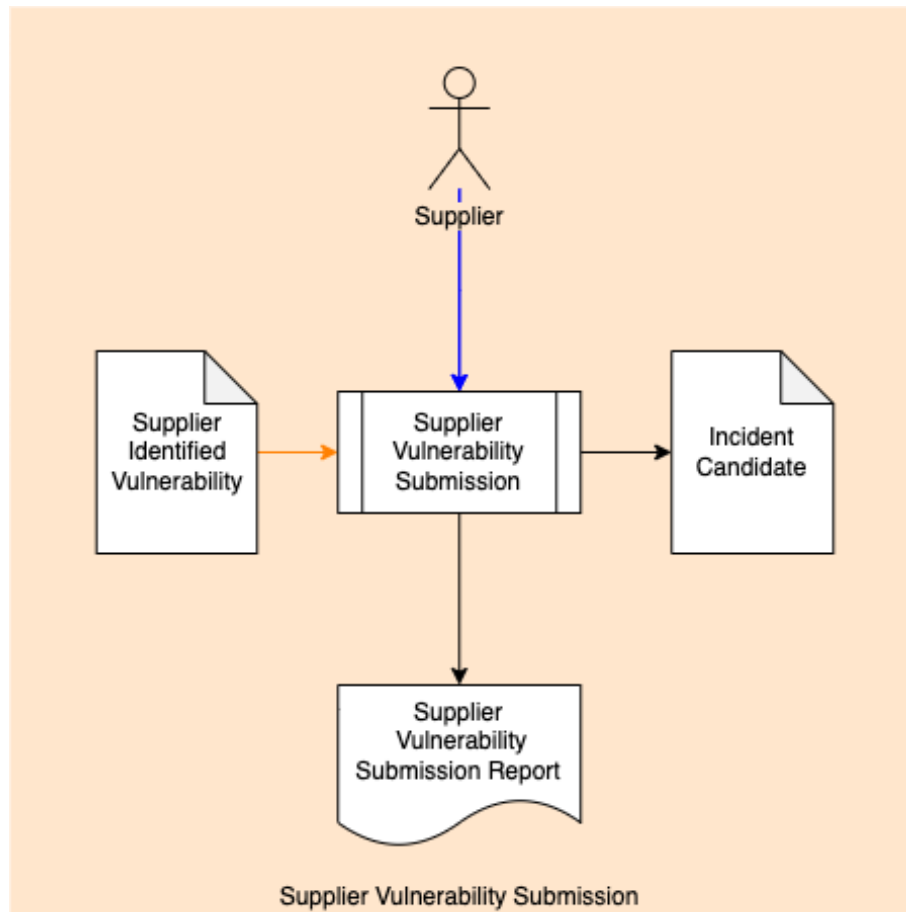 Supplier
Supplier
Identified
Vulnerability
Supplier
Vulnerability
Submission
Incident
Candidate
Supplier
Vulnerability
Submission Report
Supplier Vulnerability Submission